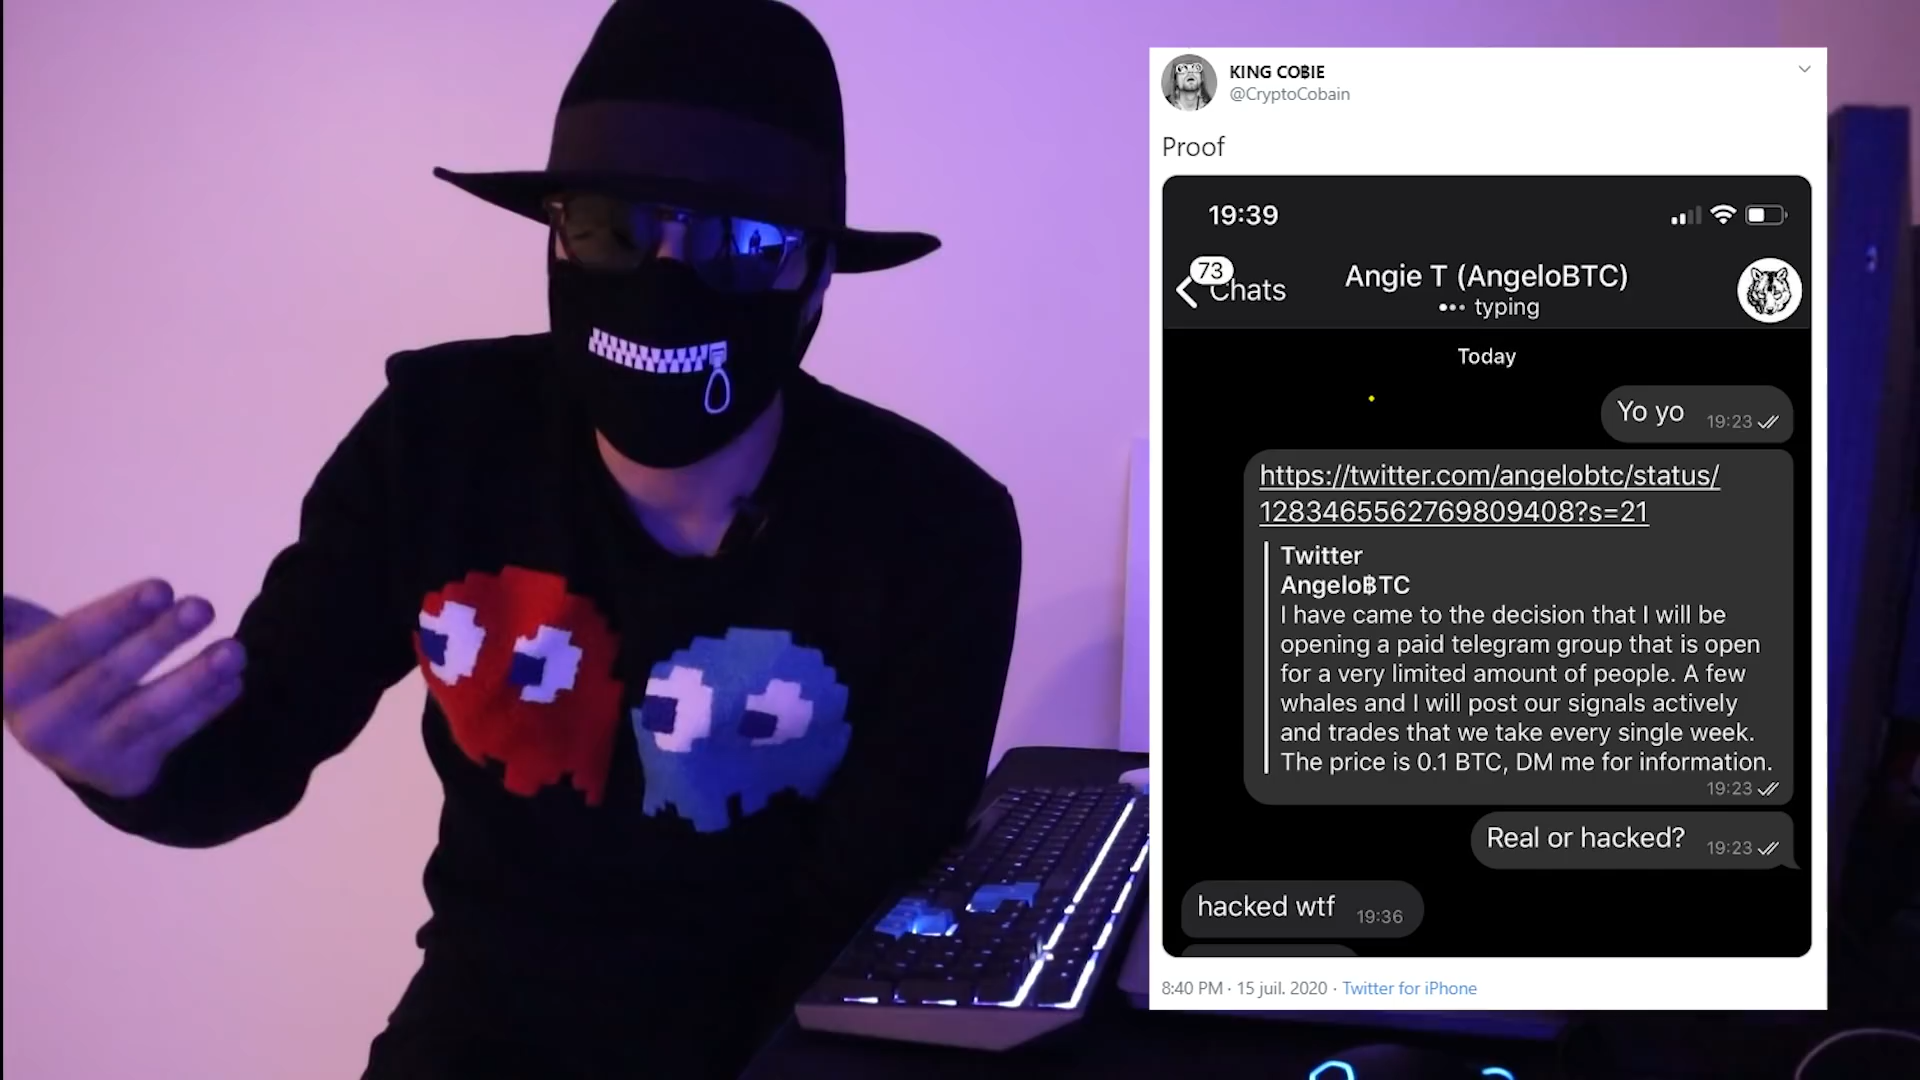 KING CO฿IE
@CryptoCobain
Proof
19:39
73
Chats
Angie T (AngeloBTC)
••• typing
Today
Yo yo 19:23
https://twitter.com/angelobtc/status/
1283465562769809408?s=21
Twitter
Angelo฿TC
I have came to the decision that I will be
opening a paid telegram group that is open
for a very limited amount of people. A few
whales and I will post our signals actively
and trades that we take every single week.
The price is 0.1 BTC, DM me for information.
19:23
Real or hacked? 19:23
hacked wtf 19:36
8:40 PM · 15 juil. 2020 · Twitter for iPhone